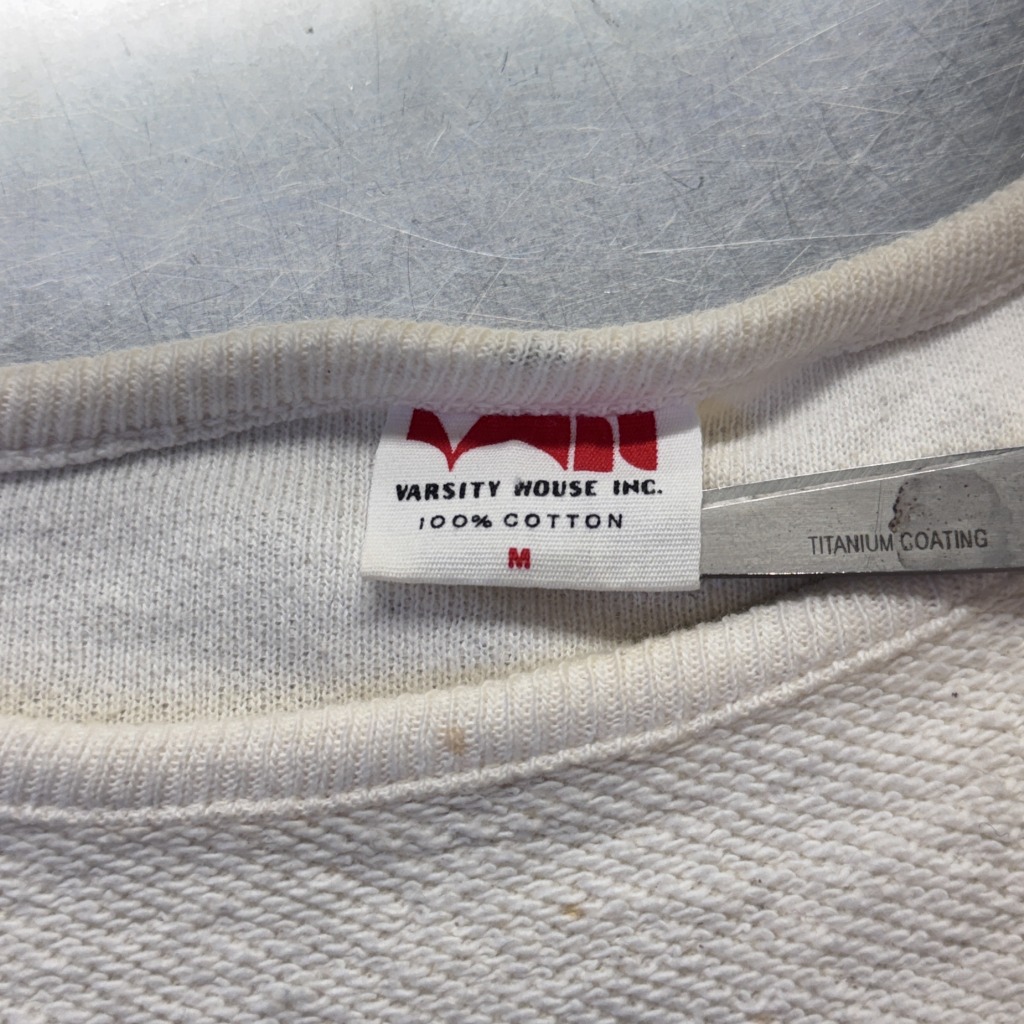 VARSITY HOUSE INC.
100% COTTON
M
TITANIUM COATING